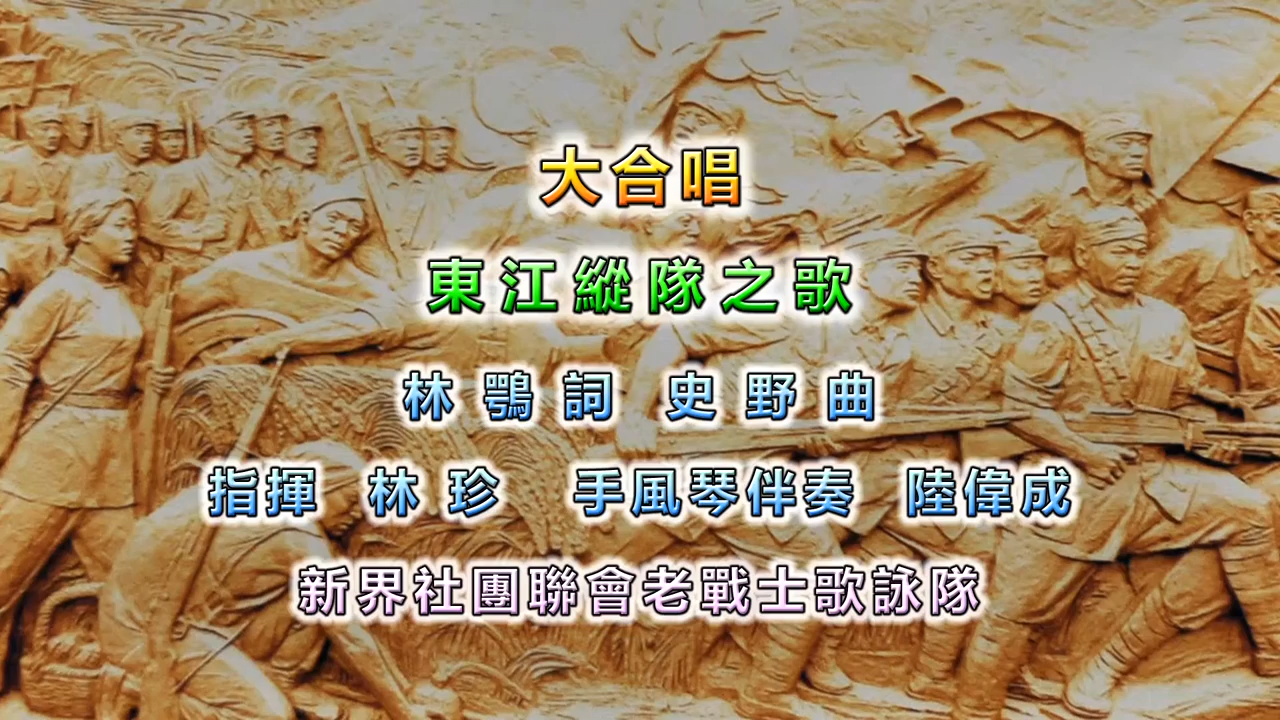 大合唱
東江縱隊之歌
林鶚詞 史野曲
指揮 林珍 手風琴伴奏 陸偉成
新界社團聯會老戰士歌詠隊